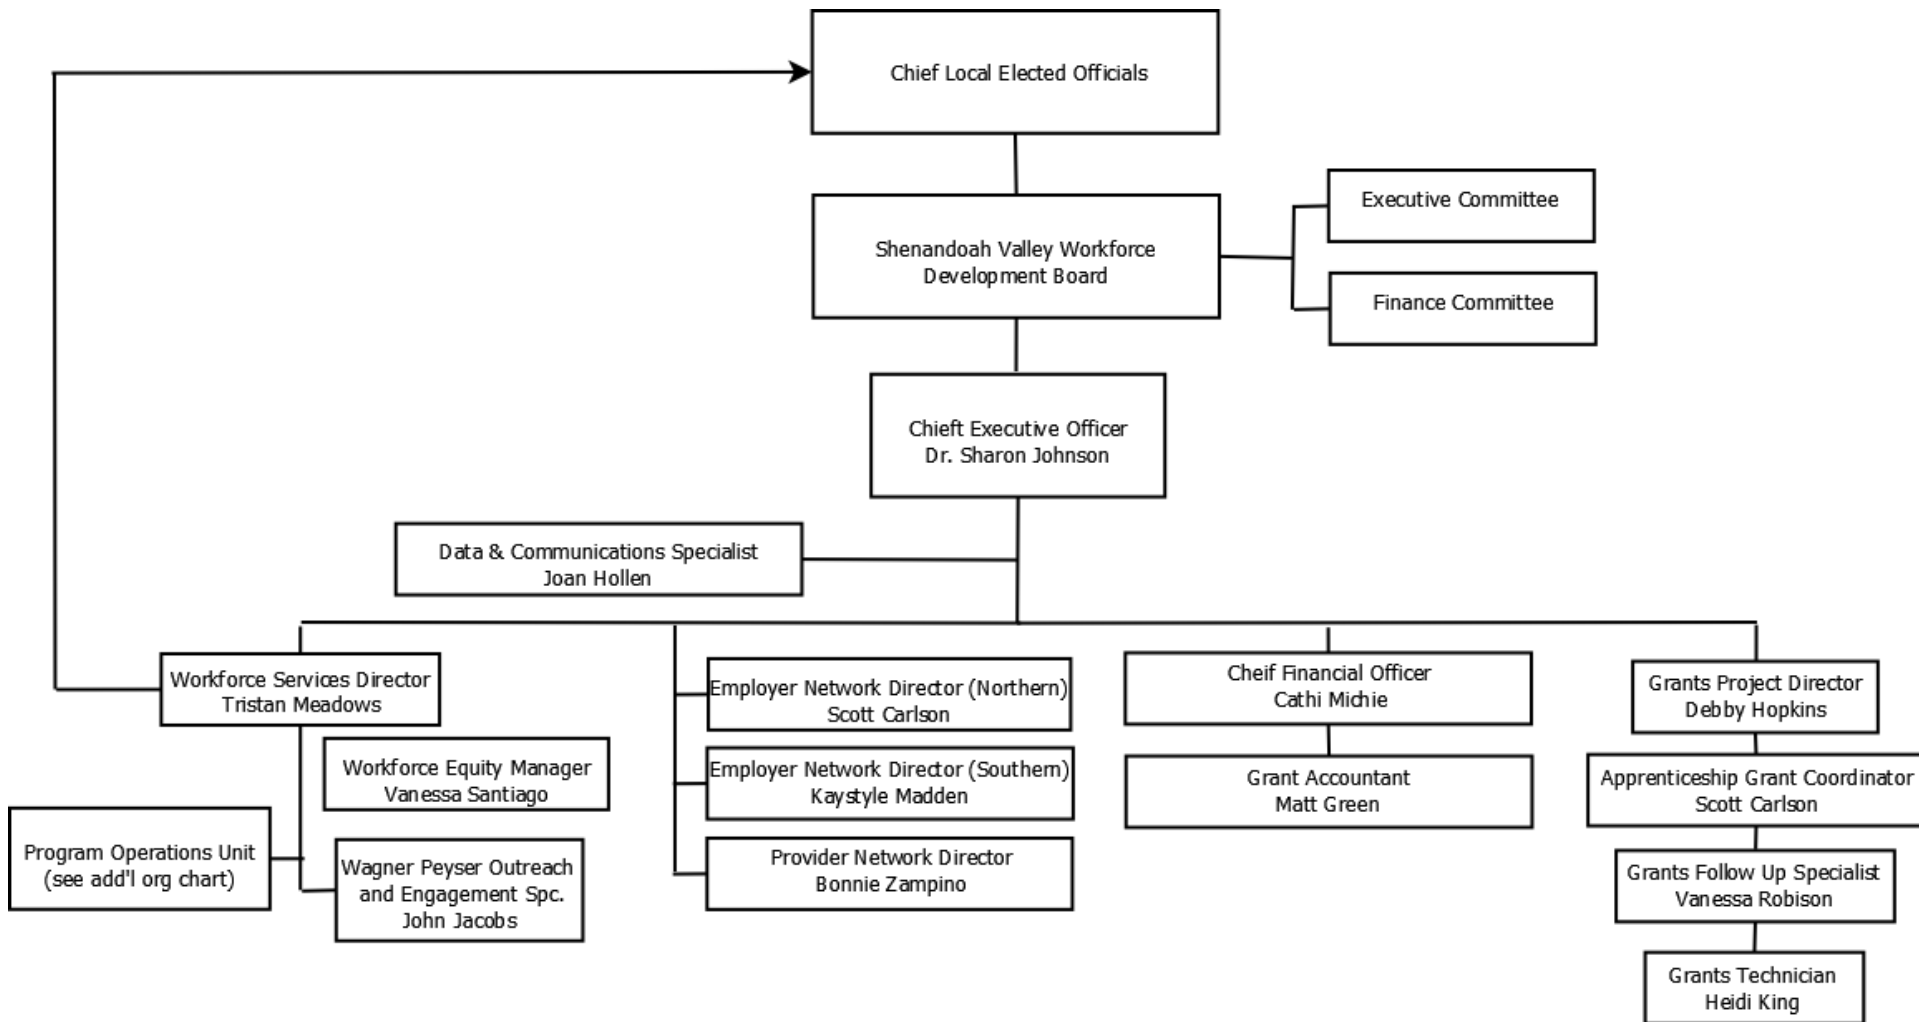 Chief Local Elected Officials
Executive Committee
Shenandoah Valley Workforce
Development Board
Finance Committee
Chieft Executive Officer
Dr. Sharon Johnson
Data & Communications Specialist
Joan Hollen
Workforce Services Director
Tristan Meadows
Workforce Equity Manager
Vanessa Santiago
Program Operations Unit
(see add'l org chart)
Wagner Peyser Outreach
and Engagement Spc.
John Jacobs
Employer Network Director (Northern)
Scott Carlson
Employer Network Director (Southern)
Kaystyle Madden
Provider Network Director
Bonnie Zampino
Cheif Financial Officer
Cathi Michie
Grant Accountant
Matt Green
Grants Project Director
Debby Hopkins
Apprenticeship Grant Coordinator
Scott Carlson
Grants Follow Up Specialist
Vanessa Robison
Grants Technician
Heidi King